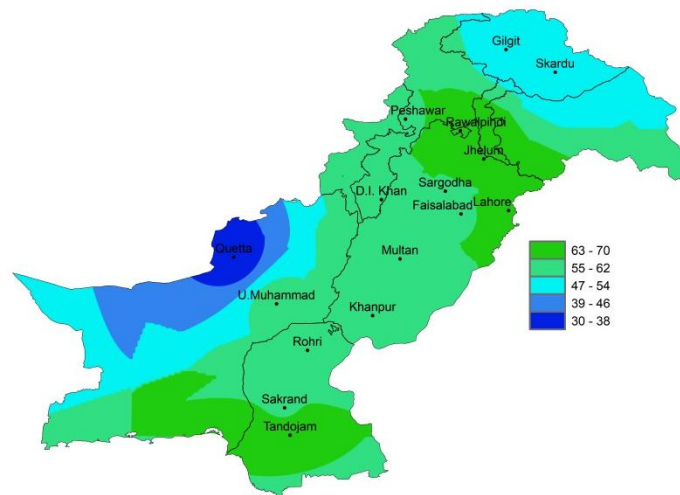 Gilgit
Skardu
Peshawar
Rawalpindi
Jhelum
Sargodha
D.I. Khan
Faisalabad
Lahore
Quetta
Multan
U.Muhammad
Khanpur
Rohri
Sakrand
Tandojam
63 - 70
55 - 62
47 - 54
39 - 46
30 - 38